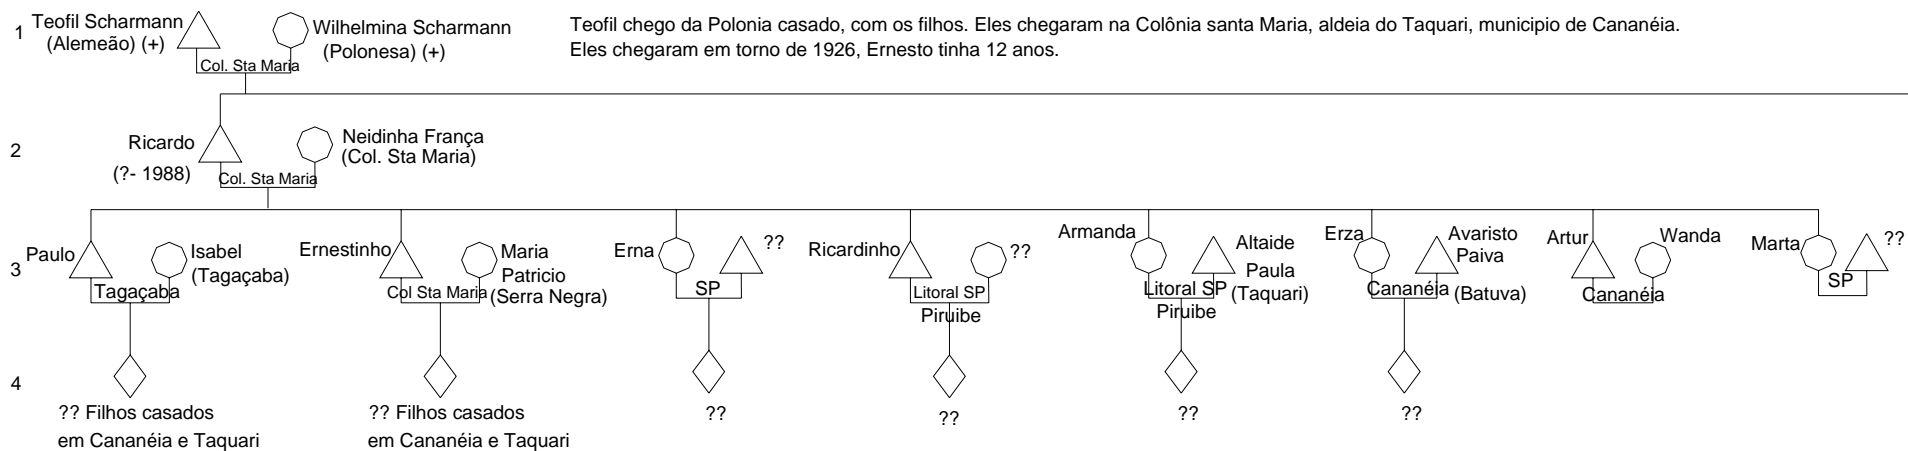 1
Teofil Scharmann
(Alemeão) (+)
Wilhelmina Scharmann
(Polonesa) (+)
Col. Sta Maria
Teofil chego da Polonia casado, com os filhos. Eles chegaram na Colônia santa Maria, aldeia do Taquari, municipio de Cananéia.
Eles chegaram em torno de 1926, Ernesto tinha 12 anos.
2
Ricardo
(?- 1988)
Neidinha França
(Col. Sta Maria)
Col. Sta Maria
3
Paulo
Isabel
(Tagaçaba)
Tagaçaba
Ernestinho
Maria
Patricio
(Serra Negra)
Col Sta Maria
Erna
??
SP
Ricardinho
??
Litoral SP
Piruibe
Armanda
Altaide
Paula
(Taquari)
Litoral SP
Piruibe
Erza
Avaristo
Paiva
(Batuva)
Cananéia
Artur
Wanda
Cananéia
Marta
??
SP
4
?? Filhos casados
em Cananéia e Taquari
?? Filhos casados
em Cananéia e Taquari
??
??
??
??